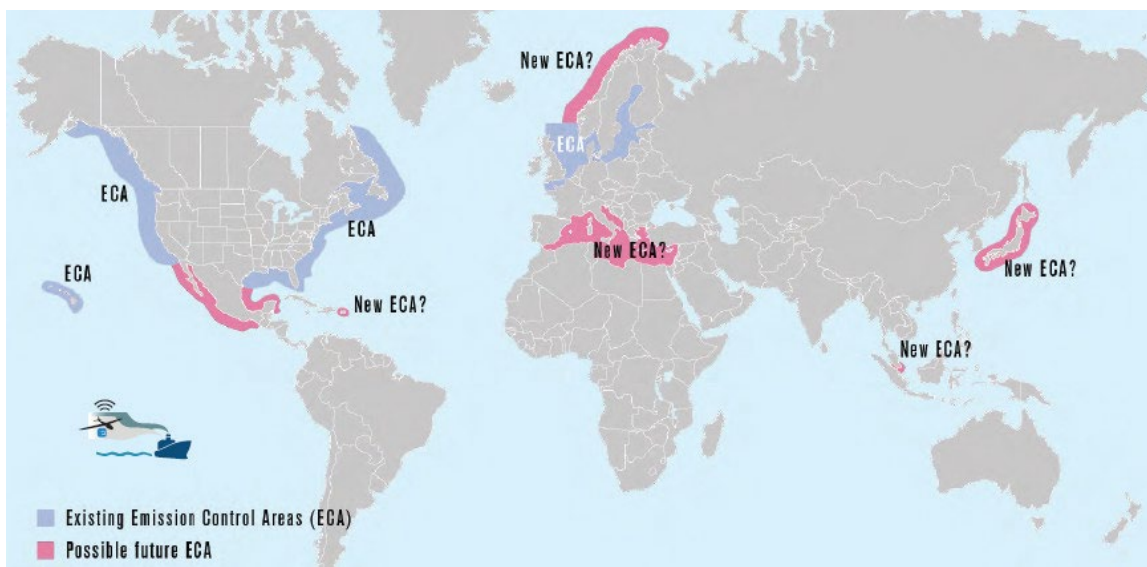 New ECA?
ECA
ECA
ECA
ECA
New ECA?
New ECA?
New ECA?
New ECA?
Existing Emission Control Areas (ECA)
Possible future ECA